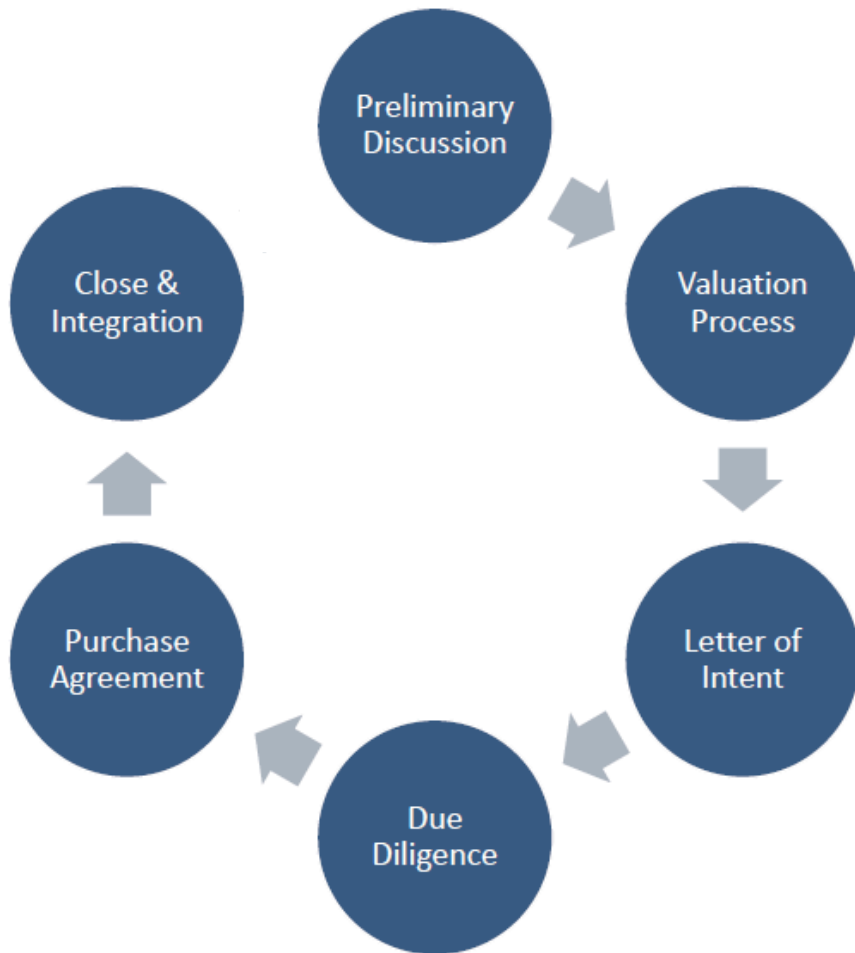 Preliminary
Discussion
Valuation
Process
Letter of
Intent
Due
Diligence
Purchase
Agreement
Close &
Integration